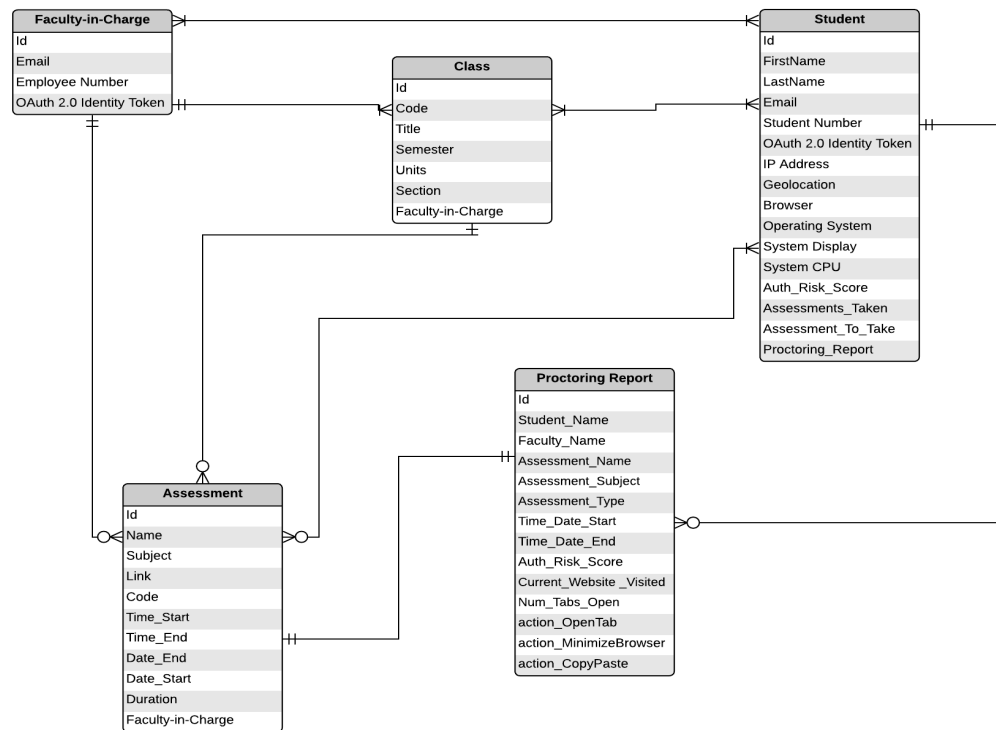 Faculty-in-Charge
Id
Email
Employee Number
OAuth 2.0 Identity Token
Class
Id
Code
Title
Semester
Units
Section
Faculty-in-Charge
Student
Id
FirstName
LastName
Email
Student Number
OAuth 2.0 Identity Token
IP Address
Geolocation
Browser
Operating System
System Display
System CPU
Auth_Risk_Score
Assessments_Taken
Assessment_To_Take
Proctoring_Report
Proctoring Report
Id
Student_Name
Faculty_Name
Assessment_Name
Assessment_Subject
Assessment_Type
Time_Date_Start
Time_Date_End
Auth_Risk_Score
Current_Website _Visited
Num_Tabs_Open
action_OpenTab
action_MinimizeBrowser
action_CopyPaste
Assessment
Id
Name
Subject
Link
Code
Time_Start
Time_End
Date_End
Date_Start
Duration
Faculty-in-Charge